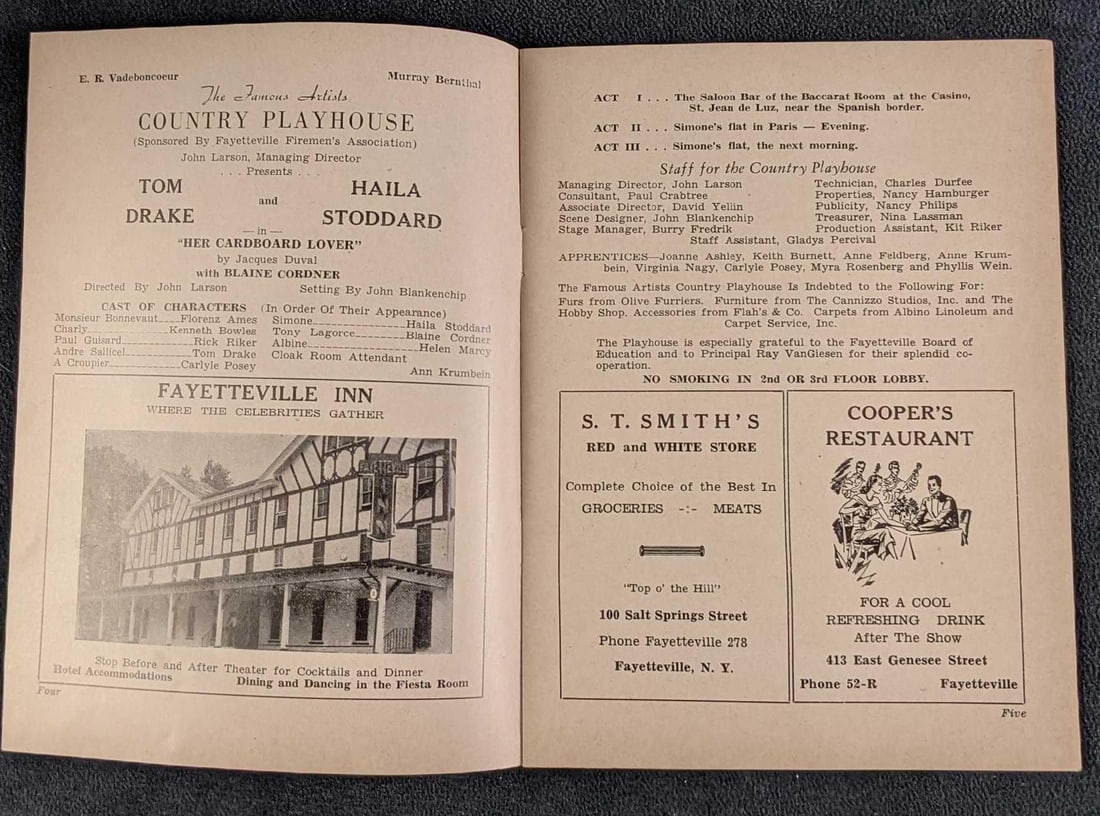 E. R. Vadeboncoeur
Murray Bernthal
The Famous Artists
COUNTRY PLAYHOUSE
(Sponsored By Fayetteville Firemen's Association)
John Larson, Managing Director
. . . Presents . . .
TOM DRAKE and HAILA STODDARD
— in —
"HER CARDBOARD LOVER"
by Jacques Duval
with BLAINE CORDNER
Directed By John Larson Setting By John Blankenchip
CAST OF CHARACTERS (In Order Of Their Appearance)
Monsieur Bonnevaut Florenz Ames
Charly Kenneth Bowles
Paul Guisard Rick Riker
Andre Sallicel Tom Drake
A Croupier Carlyle Posey
Simone Haila Stoddard
Tony Lagorce Blaine Cordner
Albine Helen Marcy
Cloak Room Attendant
Ann Krumbein
FAYETTEVILLE INN
WHERE THE CELEBRITIES GATHER
FAYETTEVILLE
INN
Stop Before and After Theater for Cocktails and Dinner
Hotel Accommodations Dining and Dancing in the Fiesta Room
Four
ACT I . . . The Saloon Bar of the Baccarat Room at the Casino,
St. Jean de Luz, near the Spanish border.
ACT II . . . Simone's flat in Paris — Evening.
ACT III . . . Simone's flat, the next morning.
Staff for the Country Playhouse
Managing Director, John Larson
Consultant, Paul Crabtree
Associate Director, David Yellin
Scene Designer, John Blankenchip
Stage Manager, Burry Fredrik
Technician, Charles Durfee
Properties, Nancy Hamburger
Publicity, Nancy Philips
Treasurer, Nina Lassman
Production Assistant, Kit Riker
Staff Assistant, Gladys Percival
APPRENTICES—Joanne Ashley, Keith Burnett, Anne Feldberg, Anne Krum-
bein, Virginia Nagy, Carlyle Posey, Myra Rosenberg and Phyllis Wein.
The Famous Artists Country Playhouse Is Indebted to the Following For:
Furs from Olive Furriers. Furniture from The Cannizzo Studios, Inc. and The
Hobby Shop. Accessories from Flah's & Co. Carpets from Albino Linoleum and
Carpet Service, Inc.
The Playhouse is especially grateful to the Fayetteville Board of
Education and to Principal Ray VanGiesen for their splendid co-
operation.
NO SMOKING IN 2nd OR 3rd FLOOR LOBBY.
S. T. SMITH'S
RED and WHITE STORE
Complete Choice of the Best In
GROCERIES -:- MEATS
"Top o' the Hill"
100 Salt Springs Street
Phone Fayetteville 278
Fayetteville, N. Y.
COOPER'S
RESTAURANT
FOR A COOL
REFRESHING DRINK
After The Show
413 East Genesee Street
Phone 52-R Fayetteville
Five